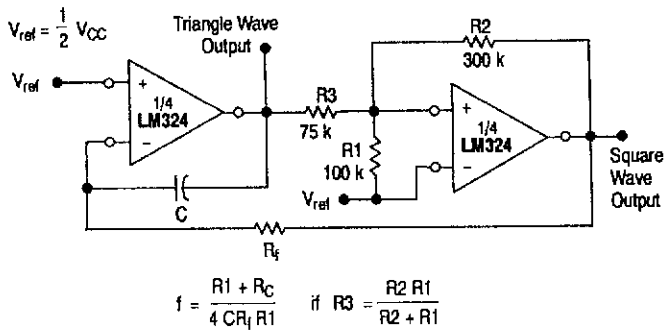 Vref = 1/2 VCC
Triangle Wave
Output
R2
300 k
Vref
+
1/4
LM324
−
R3
75 k
+
1/4
LM324
−
R1
100 k
Square
Wave
Output
Vref
C
Rf
f = R1 + RC / 4 CRf R1 if R3 = R2 R1 / R2 + R1